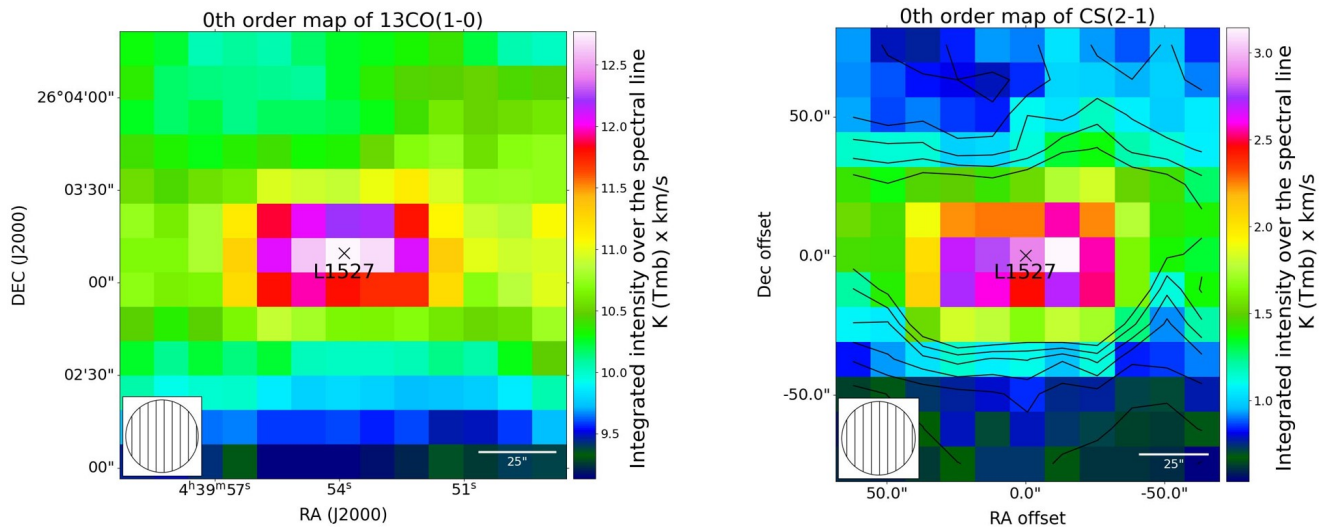 0th order map of 13CO(1-0)
26°04'00"
03'30"
00"
02'30"
00"
DEC (J2000)
L1527
25"
4ʰ39ᵐ57ˢ
54ˢ
51ˢ
RA (J2000)
12.5
12.0
11.5
11.0
10.5
10.0
9.5
Integrated intensity over the spectral line
K (Tmb) x km/s
0th order map of CS(2-1)
50.0"
0.0"
-50.0"
Dec offset
L1527
25"
50.0"
0.0"
-50.0"
RA offset
3.0
2.5
2.0
1.5
1.0
Integrated intensity over the spectral line
K (Tmb) x km/s